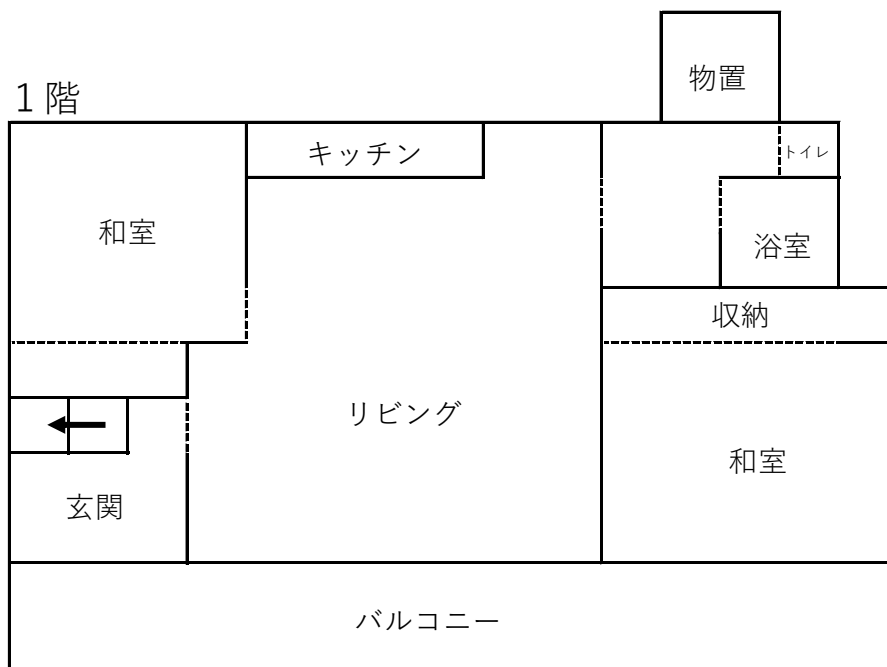 物置
1階
キッチン
トイレ
和室
浴室
収納
リビング
和室
玄関
バルコニー